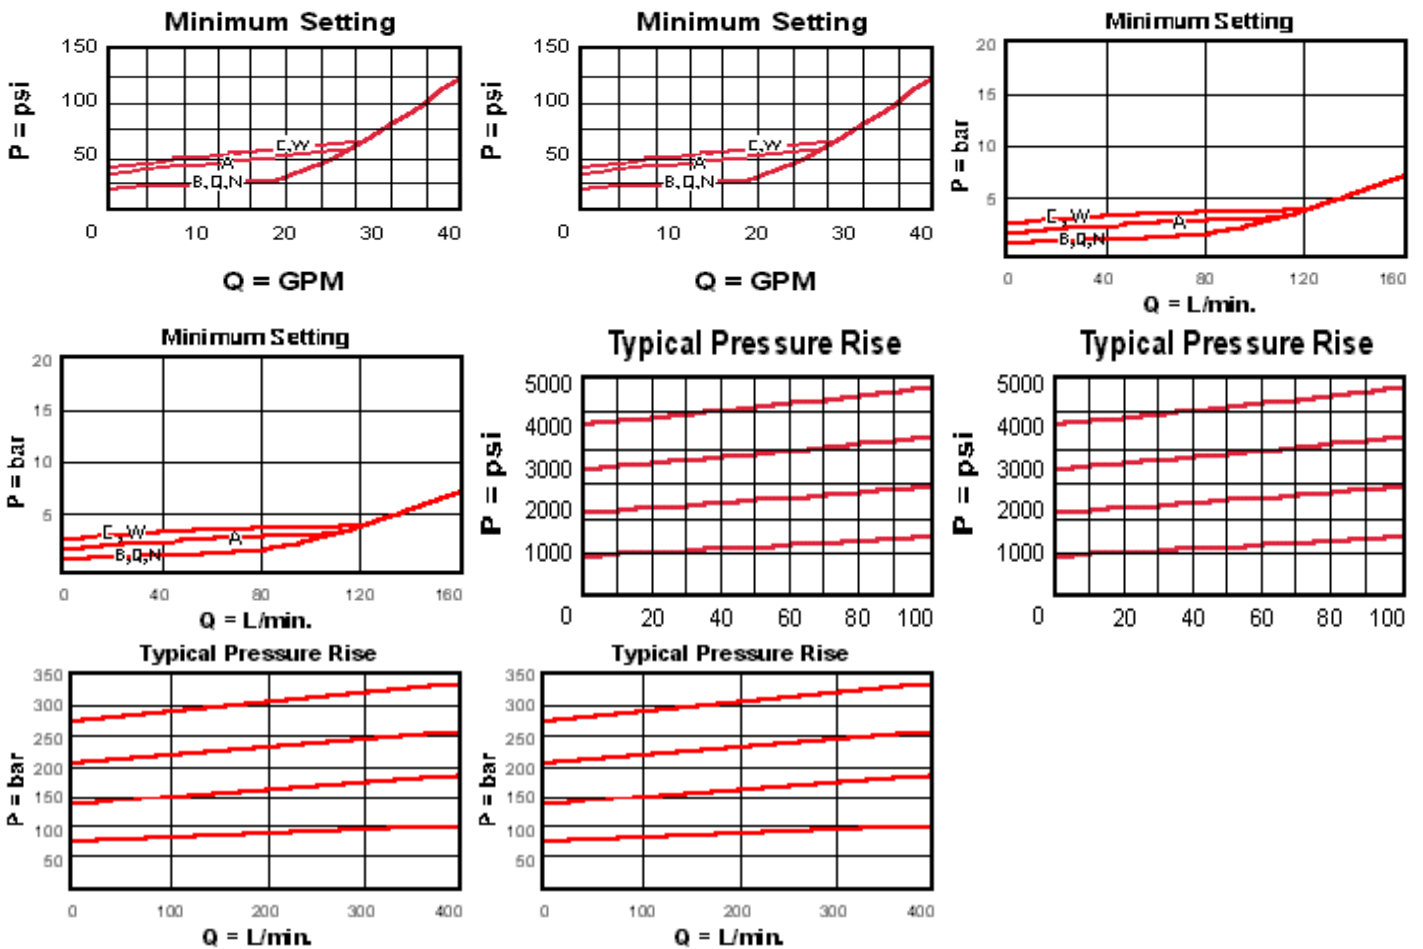 Minimum Setting
150
100
50
0
10
20
30
40
P = psi
E,W
A
B,Q,N
Q = GPM
Minimum Setting
150
100
50
0
10
20
30
40
P = psi
E,W
A
B,Q,N
Q = GPM
Minimum Setting
20
15
10
5
P = bar
E,W
A
B,Q,N
0
40
80
120
160
Q = L/min.
Minimum Setting
20
15
10
5
P = bar
E,W
A
B,Q,N
0
40
80
120
160
Q = L/min.
Typical Pressure Rise
5000
4000
3000
2000
1000
P = psi
0
20
40
60
80
100
Typical Pressure Rise
5000
4000
3000
2000
1000
P = psi
0
20
40
60
80
100
Typical Pressure Rise
350
300
250
200
150
100
50
P = bar
0
100
200
300
400
Q = L/min.
Typical Pressure Rise
350
300
250
200
150
100
50
P = bar
0
100
200
300
400
Q = L/min.